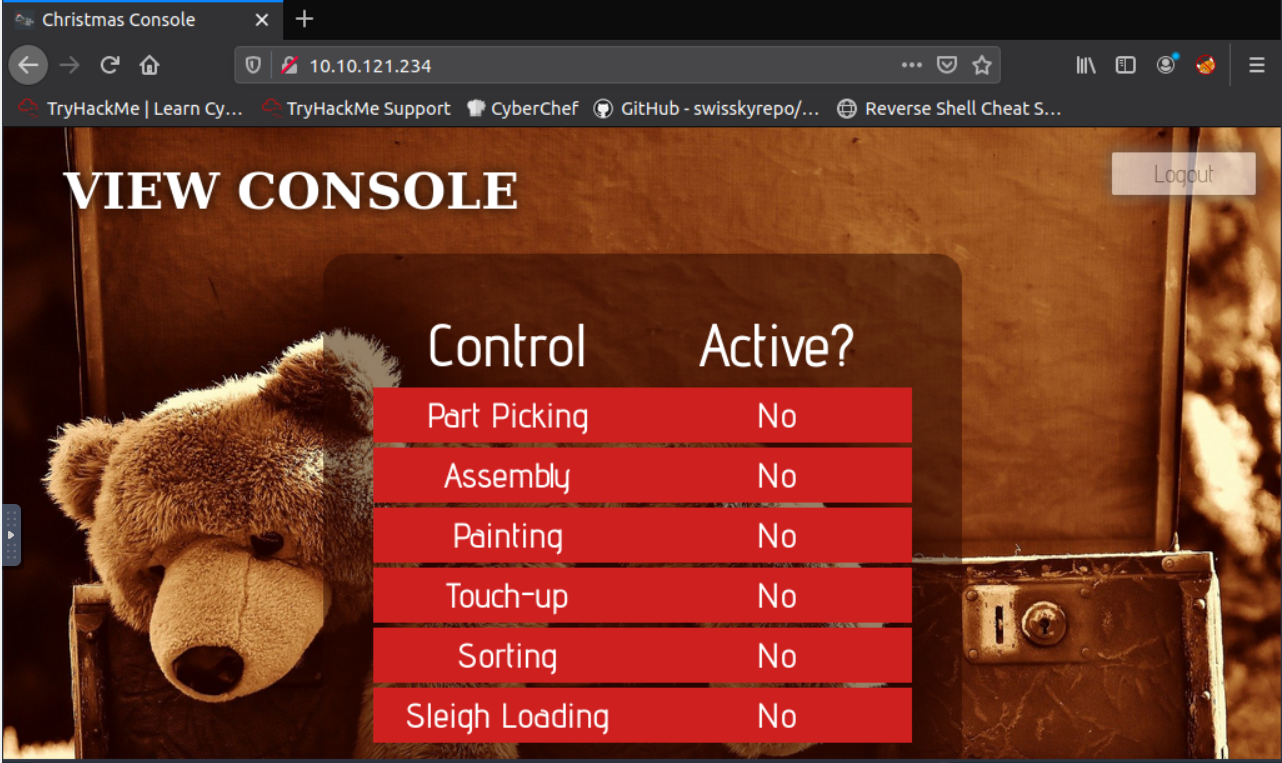 Christmas Console
10.10.121.234
TryHackMe | Learn Cy... TryHackMe Support CyberChef GitHub - swisskyrepo/... Reverse Shell Cheat S...
VIEW CONSOLE
Logout
Control Active?
Part Picking No
Assembly No
Painting No
Touch-up No
Sorting No
Sleigh Loading No